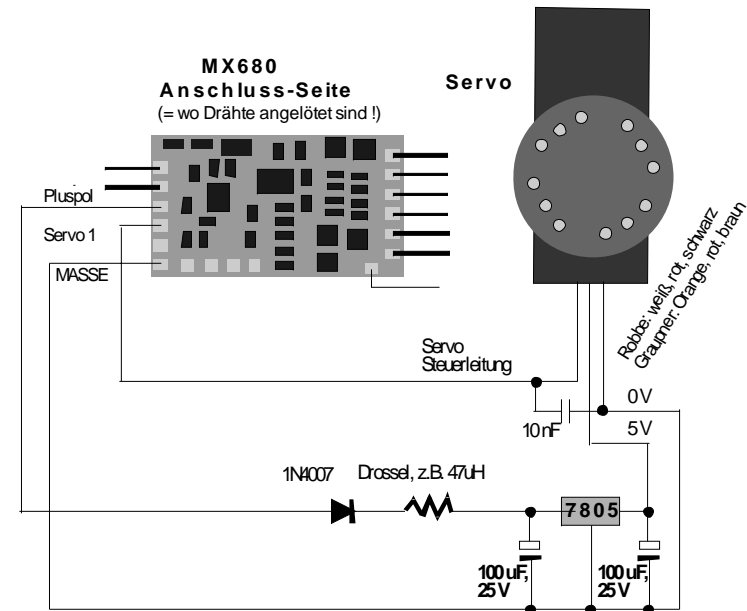 MX680
Anschluss-Seite
(= wo Drähte angelötet sind !)
Servo
Pluspol
Servo 1
MASSE
Robbe: weiß, rot, schwarz
Graupner: Orange, rot, braun
Servo
Steuerleitung
0V
5V
10nF
1N4007
Drossel, z.B. 47uH
7805
100uF,
25V
100uF,
25V